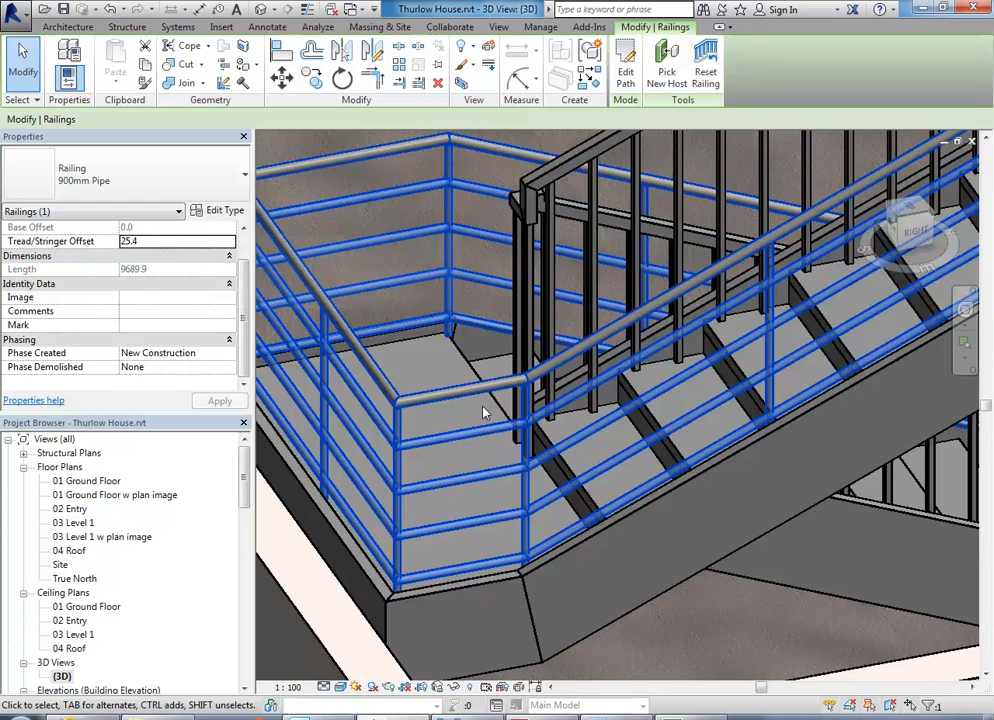 Thurlow House.rvt - 3D View: {3D}
Type a keyword or phrase
Sign In
Architecture Structure Systems Insert Annotate Analyze Massing & Site Collaborate View Manage Add-Ins Modify | Railings
Modify
Paste
Cope
Cut
Join
Edit Path
Pick New Host
Reset Railing
Select Properties Clipboard Geometry Modify View Measure Create Mode Tools
Modify | Railings
Properties
Railing
900mm Pipe
Railings (1) Edit Type
Base Offset 0.0
Tread/Stringer Offset 25.4
Dimensions
Length 9689.9
Identity Data
Image
Comments
Mark
Phasing
Phase Created New Construction
Phase Demolished None
Properties help Apply
Project Browser - Thurlow House.rvt
Views (all)
Structural Plans
Floor Plans
01 Ground Floor
01 Ground Floor w plan image
02 Entry
03 Level 1
03 Level 1 w plan image
04 Roof
Site
True North
Ceiling Plans
01 Ground Floor
02 Entry
03 Level 1
04 Roof
3D Views
{3D}
Elevations (Building Elevation)
RIGHT
1 : 100
Click to select, TAB for alternates, CTRL adds, SHIFT unselects.
:0
Main Model
:1